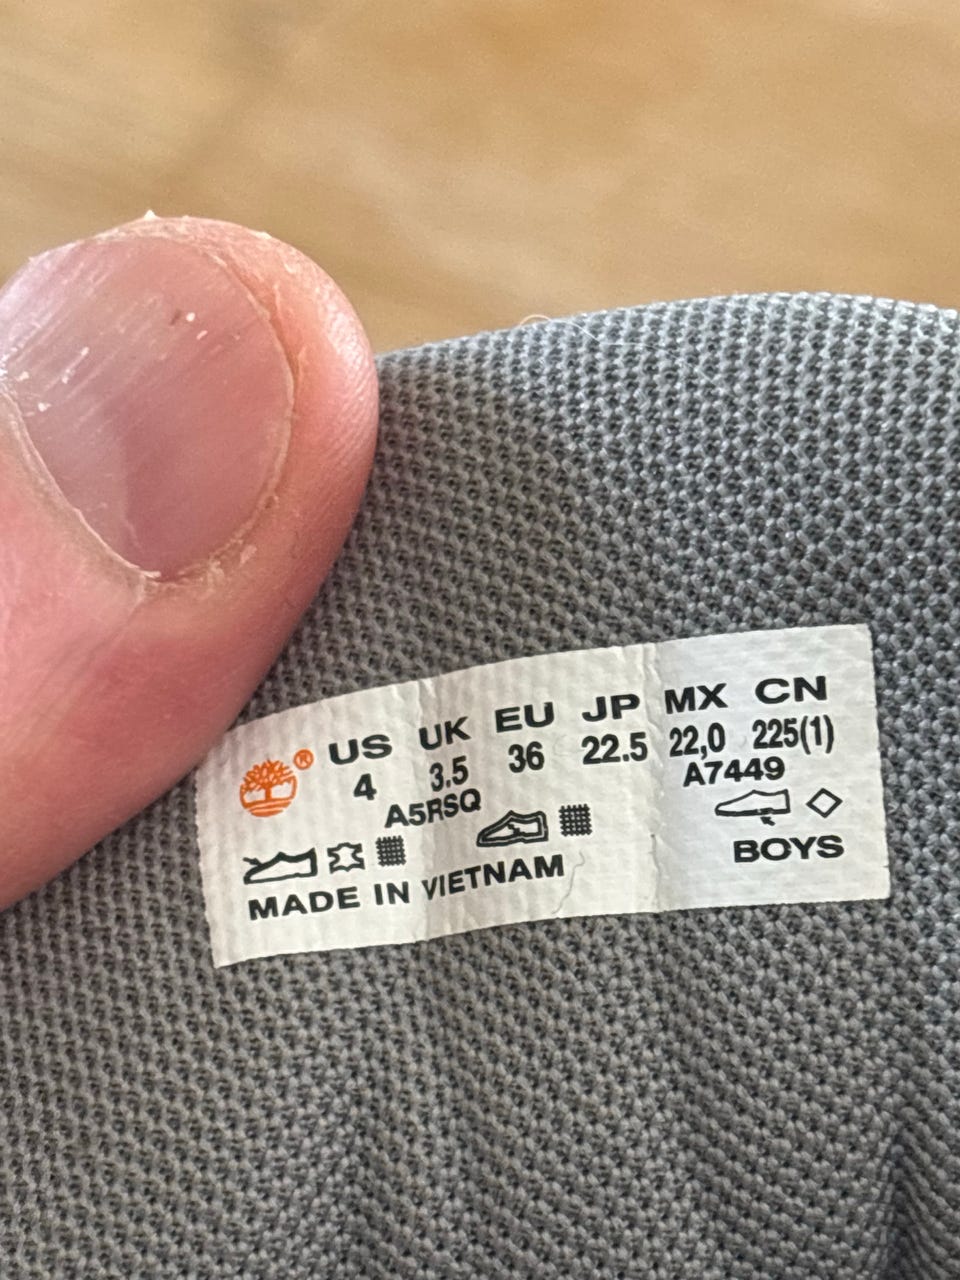 ® US UK EU JP MX CN
4 3.5 36 22.5 22,0 225(1)
A5RSQ A7449
BOYS
MADE IN VIETNAM